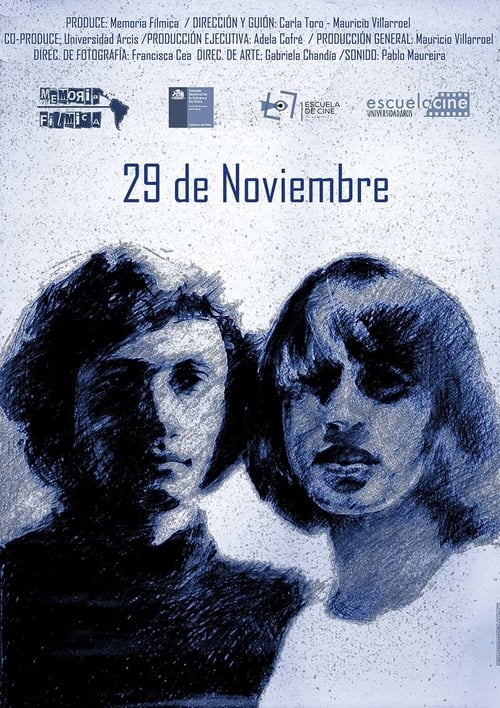 PRODUCE: Memoria Fílmica / DIRECCIÓN Y GUIÓN: Carla Toro - Mauricio Villarroel
CO-PRODUCE; Universidad Arcis /PRODUCCIÓN EJECUTIVA: Adela Cofré / PRODUCCIÓN GENERAL; Mauricio Villarroel
DIREC. DE FOTOGRAFÍA: Francisca Cea DIREC. DE ARTE; Gabriela Chandía /SONIDO: Pablo Maureira
MEMORIA
FÍLMICA
ESCUELA
DE CINE
escuelacine
UNIVERSIDADARCIS
29 de Noviembre